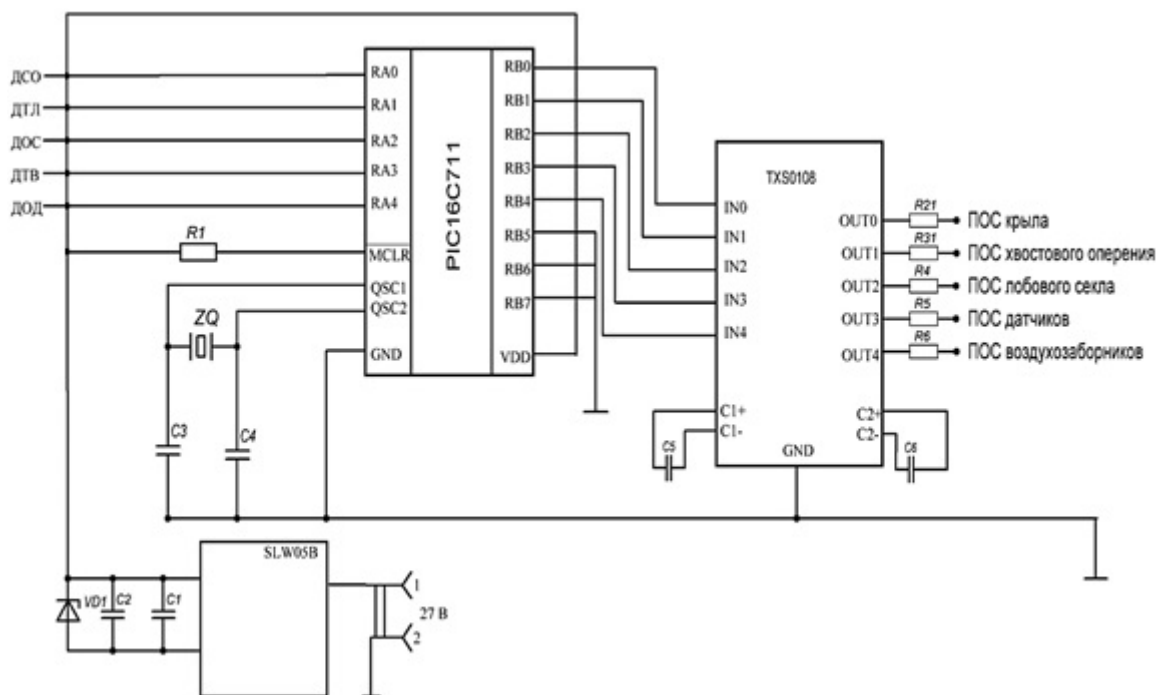 ДСО
ДТЛ
ДОС
ДТВ
ДОД
R1
ZQ
C3
C4
RA0
RA1
RA2
RA3
RA4
MCLR
QSC1
QSC2
GND
PIC16C711
RB0
RB1
RB2
RB3
RB4
RB5
RB6
RB7
VDD
TXS0108
IN0
IN1
IN2
IN3
IN4
C1+
C1-
OUT0
OUT1
OUT2
OUT3
OUT4
C2+
C2-
GND
C5
C6
R21 ПОС крыла
R31 ПОС хвостового оперения
R4 ПОС лобового секла
R5 ПОС датчиков
R6 ПОС воздухозаборников
SLW05B
VD1
C2
C1
1
27 В
2